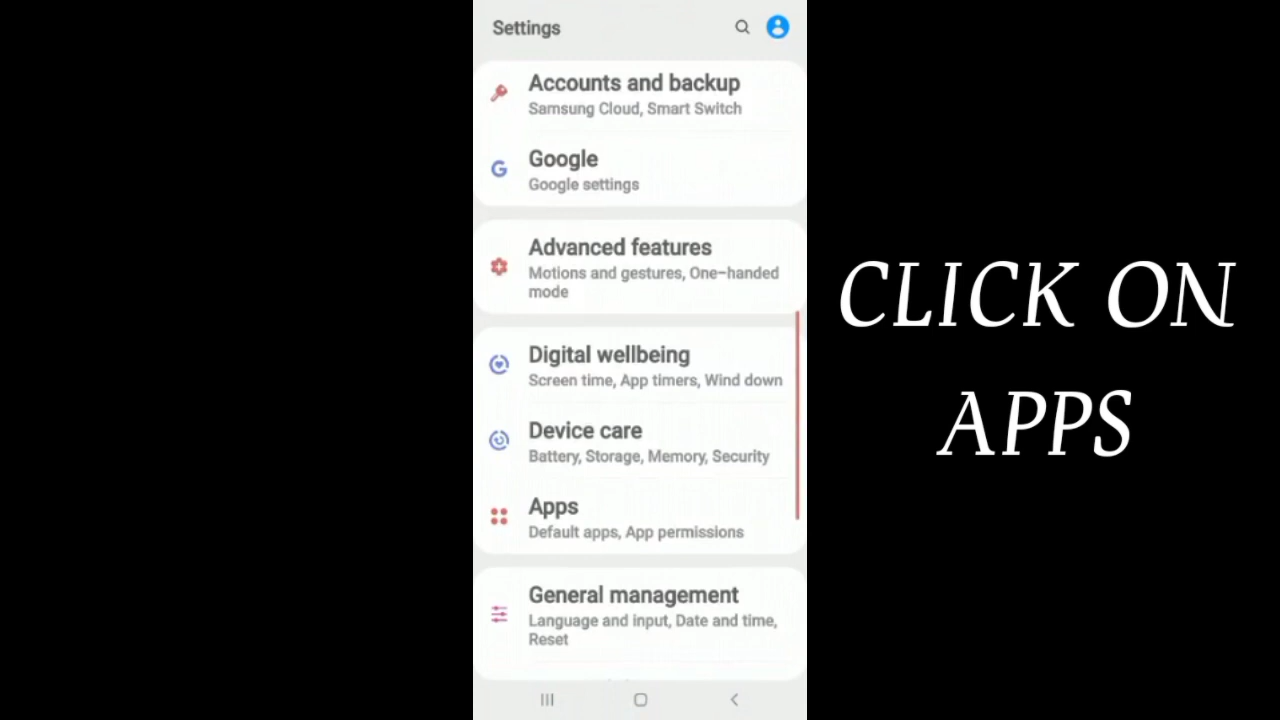 Settings
Accounts and backup
Samsung Cloud, Smart Switch
Google
Google settings
Advanced features
Motions and gestures, One-handed
mode
Digital wellbeing
Screen time, App timers, Wind down
Device care
Battery, Storage, Memory, Security
Apps
Default apps, App permissions
General management
Language and input, Date and time,
Reset
CLICK ON
APPS